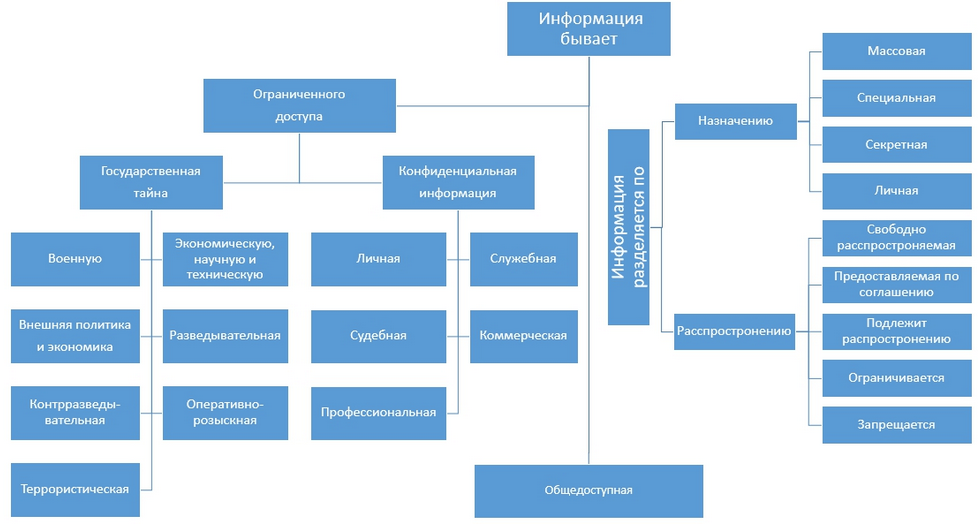 Информация
бывает
Ограниченного
доступа
Государственная
тайна
Конфиденциальная
информация
Военную
Экономическую,
научную и
техническую
Внешняя политика
и экономика
Разведывательная
Контрразведы-
вательная
Оперативно-
розыскная
Террористическая
Личная
Служебная
Судебная
Коммерческая
Профессиональная
Общедоступная
Информация
разделяется по
Назначению
Массовая
Специальная
Секретная
Личная
Расспростронению
Свободно
расспростроняемая
Предоставляемая по
соглашению
Подлежит
распростронению
Ограничивается
Запрещается